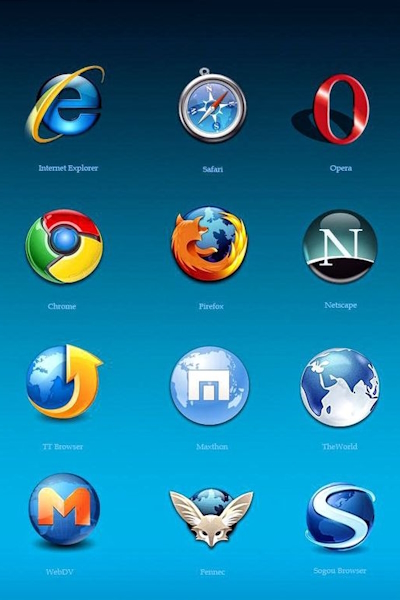 Internet Explorer
Safari
Opera
N
Chrome
Firefox
Netscape
TT Browser
Maxthon
TheWorld
M
S
WebDV
Fennec
Sogou Browser